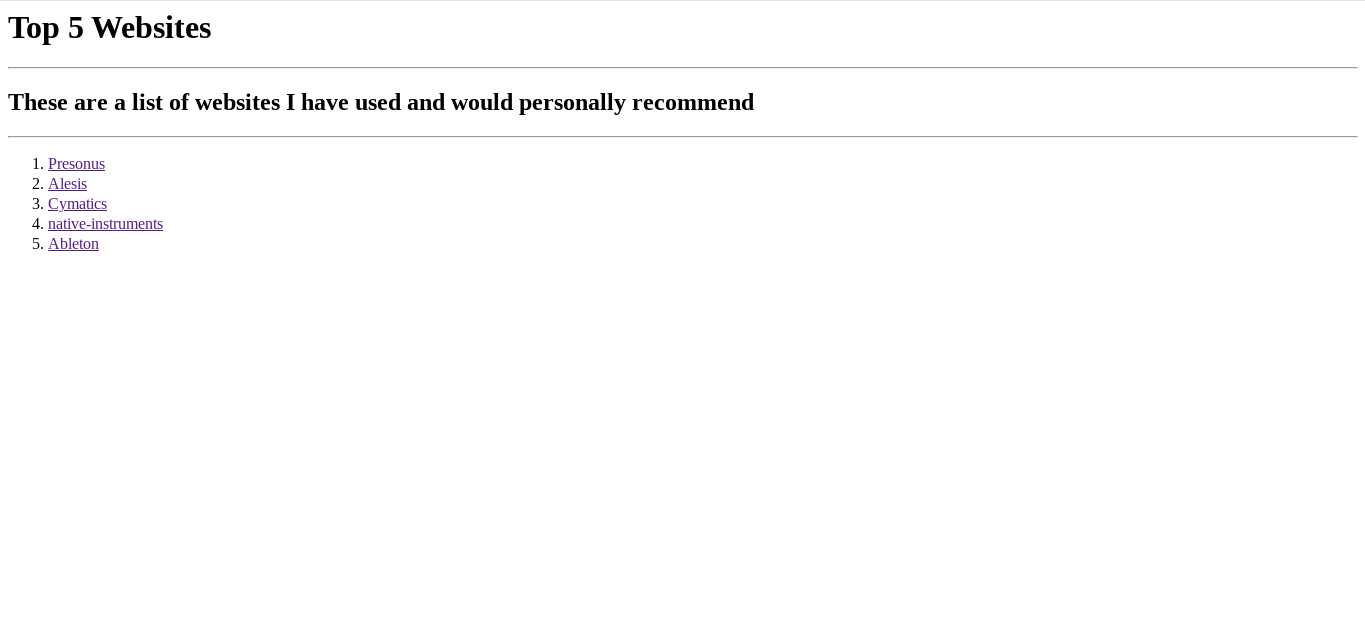 Top 5 Websites
These are a list of websites I have used and would personally recommend
1. Presonus
2. Alesis
3. Cymatics
4. native-instruments
5. Ableton